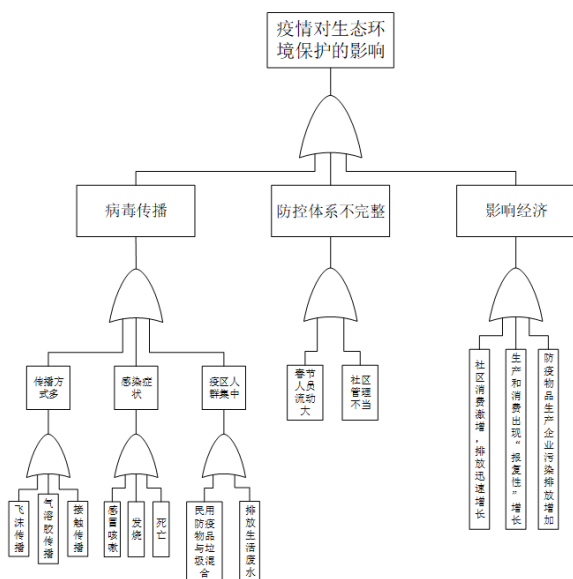 疫情对生态环
境保护的影响
病毒传播
防控体系不完整
影响经济
传播方
式多
感染症
状
疫区人
群集中
春节
人员
流动
大
社区
管理
不当
社区消费激增，排放迅速增长
生产和消费出现“报复性”增长
防疫物品生产企业污染排放增加
飞沫传播
气溶胶传播
接触传播
感冒咳嗽
发烧
死亡
民用
防疫
物品
与垃
极混
合
排放生活废水